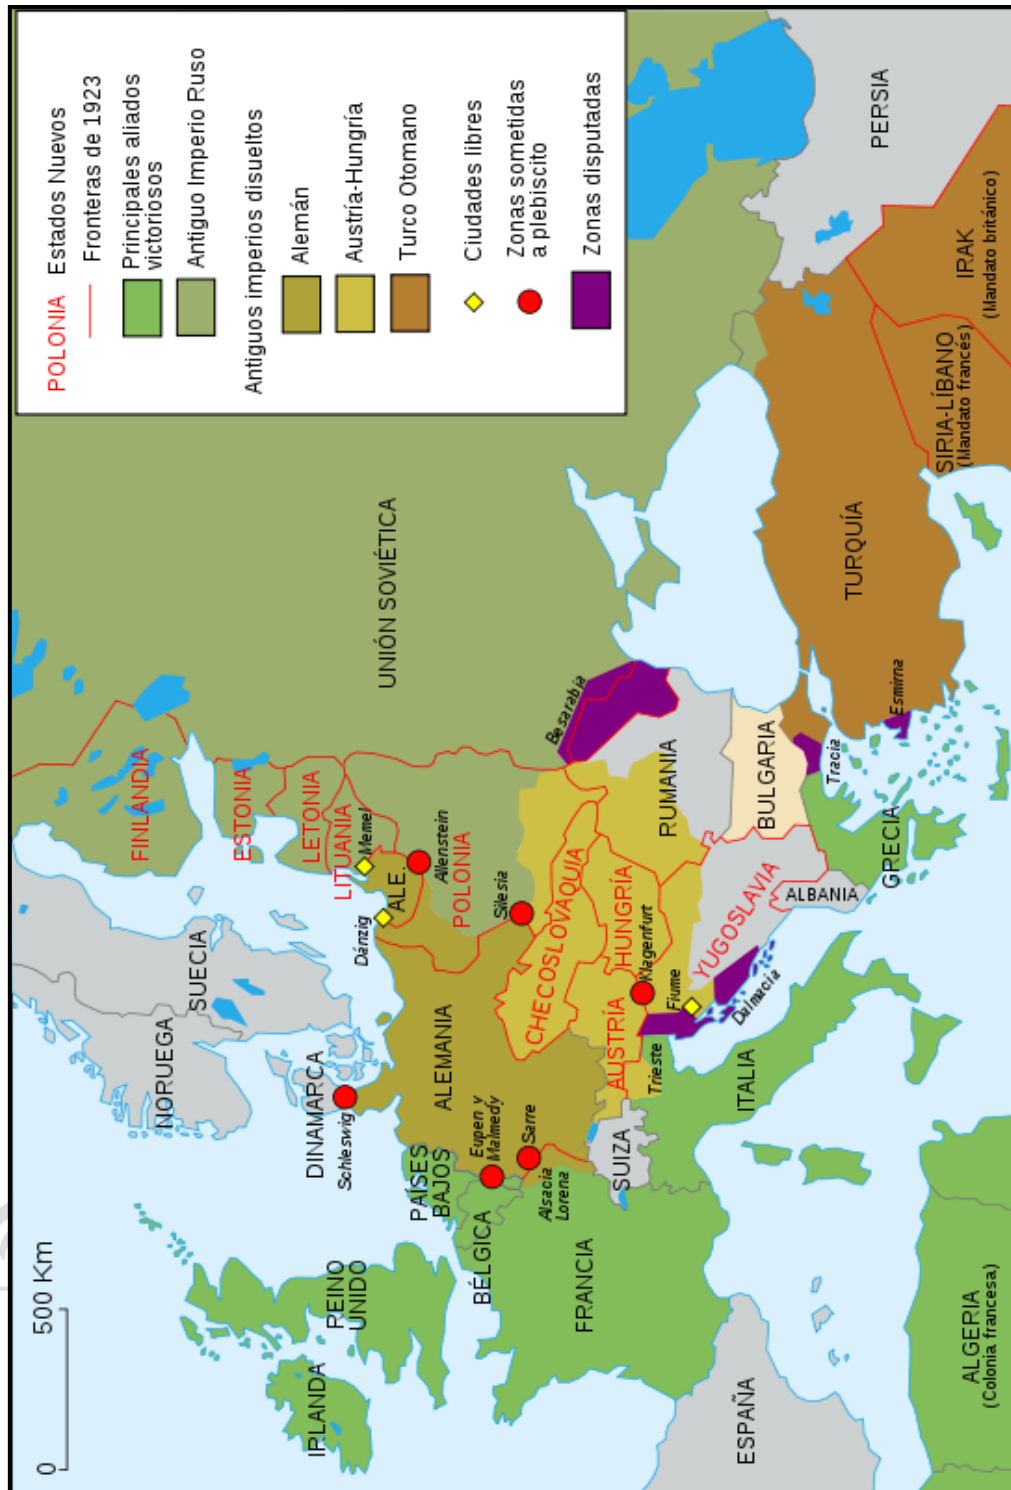 POLONIA Estados Nuevos
Fronteras de 1923
Principales aliados
victoriosos
Antiguo Imperio Ruso
Antiguos imperios disueltos
Alemán
Austría-Hungría
Turco Otomano
Ciudades libres
Zonas sometidas
a plebiscito
Zonas disputadas
0 500 Km
NORUEGA
SUECIA
FINLANDIA
ESTONIA
LETONIA
LITUANIA
Memel
UNIÓN SOVIÉTICA
IRLANDA
REINO
UNIDO
DINAMARCA
Schleswig
Dánzig
ALE.
Allenstein
POLONIA
PAÍSES
BAJOS
ALEMANIA
BÉLGICA
Eupen y
Malmedy
Sarre
Silesia
Alsacia
Lorena
CHECOSLOVAQUIA
FRANCIA
SUIZA
AUSTRÍA
HUNGRÍA
Klagenfurt
Besarabia
Trieste
Fiume
RUMANIA
YUGOSLAVIA
Dalmacia
ITALIA
ESPAÑA
BULGARIA
ALBANIA
Tracia
GRECIA
Esmirna
TURQUÍA
PERSIA
SIRIA-LÍBANO
(Mandato francés)
IRAK
(Mandato británico)
ALGERIA
(Colonia francesa)